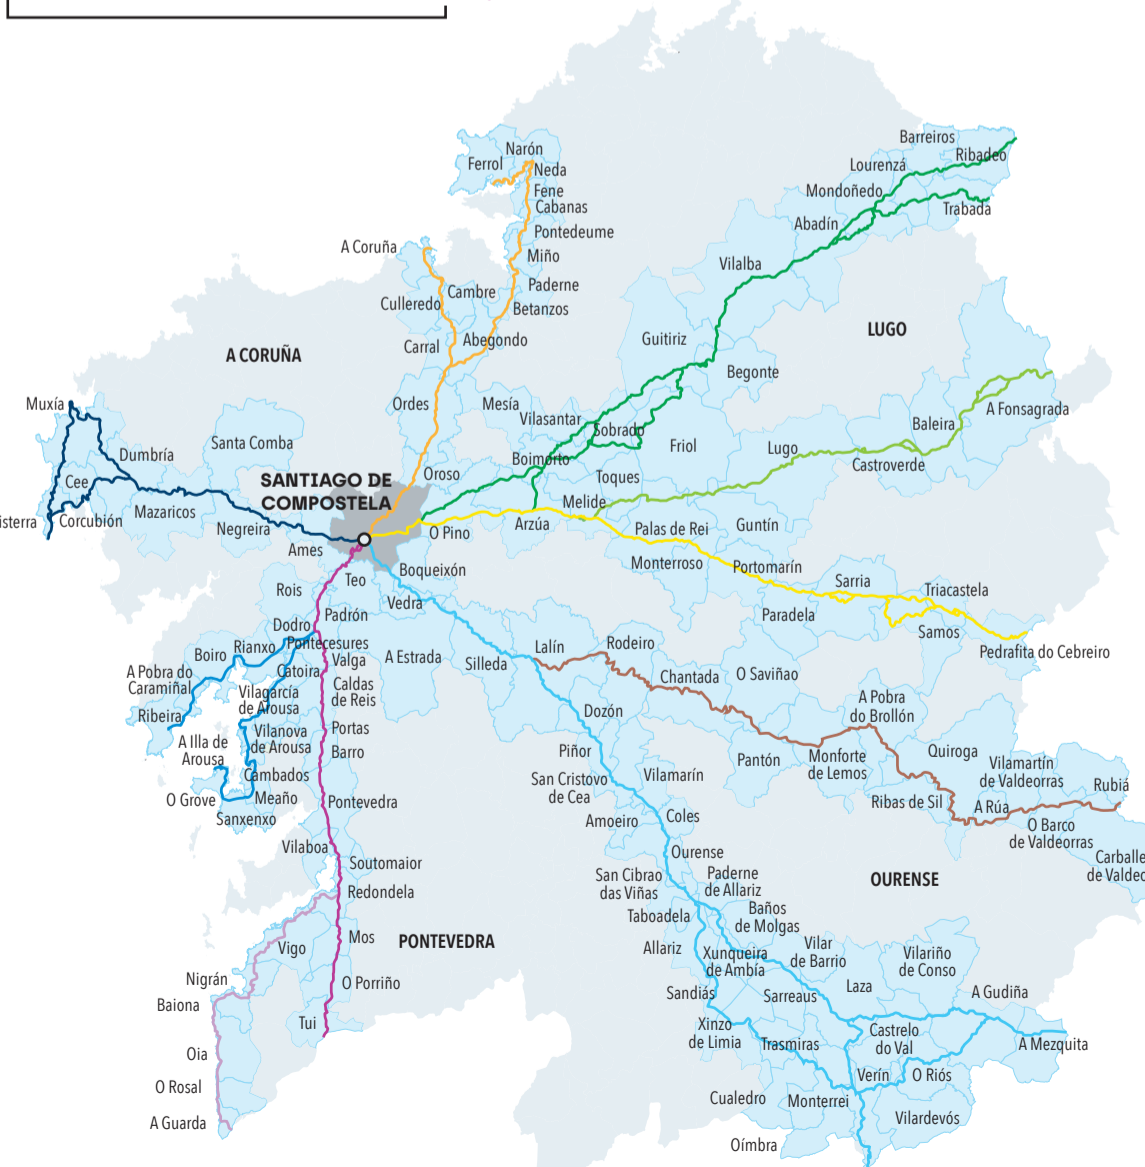 Barreiros
Narón
Ribadeo
Ferrol
Lourenzá
Neda
Fene
Mondoñedo
Cabanas
Trabada
Abadín
Pontedeume
A Coruña
Miño
Vilalba
Paderne
Cambre
Culleredo
Betanzos
LUGO
Abegondo
Guitiriz
Carral
A CORUÑA
Begonte
Muxía
Ordes
Mesía
A Fonsagrada
Vilasantar
Baleira
Sobrado
Santa Comba
Friol
Lugo
Dumbría
Boimorto
Castroverde
SANTIAGO DE
COMPOSTELA
Oroso
Toques
Cee
Melide
Mazaricos
isterra
Corcubión
Negreira
Arzúa
O Pino
Palas de Rei
Guntín
Ames
Monterroso
Portomarín
Boqueixón
Teo
Sarria
Triacastela
Rois
Vedra
Padrón
Paradela
Dodro
Samos
Pontecesures
Rianxo
Lalín
Rodeiro
Pedrafita do Cebreiro
Boiro
Valga
A Estrada
Silleda
A Pobra do
Caramiñal
Catoira
Chantada
O Saviñao
Caldas
de Reis
Vilagarcía
de Arousa
A Pobra
do Brollón
Ribeira
Dozón
Portas
Vilanova
de Arousa
A Illa de
Arousa
Barro
Piñor
Quiroga
Monforte
de Lemos
Pantón
Vilamartín
de Valdeorras
Cambados
Vilamarín
San Cristovo
de Cea
Rubiá
O Grove
Meaño
Pontevedra
Ribas de Sil
A Rúa
Sanxenxo
Amoeiro
Coles
O Barco
de Valdeorras
Vilaboa
Ourense
Carballe
de Valdec
Soutomaior
San Cibrao
das Viñas
Paderne
de Allariz
OURENSE
Redondela
Taboadela
Baños
de Molgas
Mos
PONTEVEDRA
Vigo
Allariz
Xunqueira
de Ambía
Vilar
de Barrio
Vilariño
de Conso
Nigrán
O Porriño
Laza
Sandiás
Sarreaus
A Gudiña
Baiona
Tui
Xinzo
de Limia
Castrelo
do Val
Trasmiras
A Mezquita
Oia
Verín
O Riós
O Rosal
Cualedro
Monterrei
A Guarda
Vilardevós
Oímbra